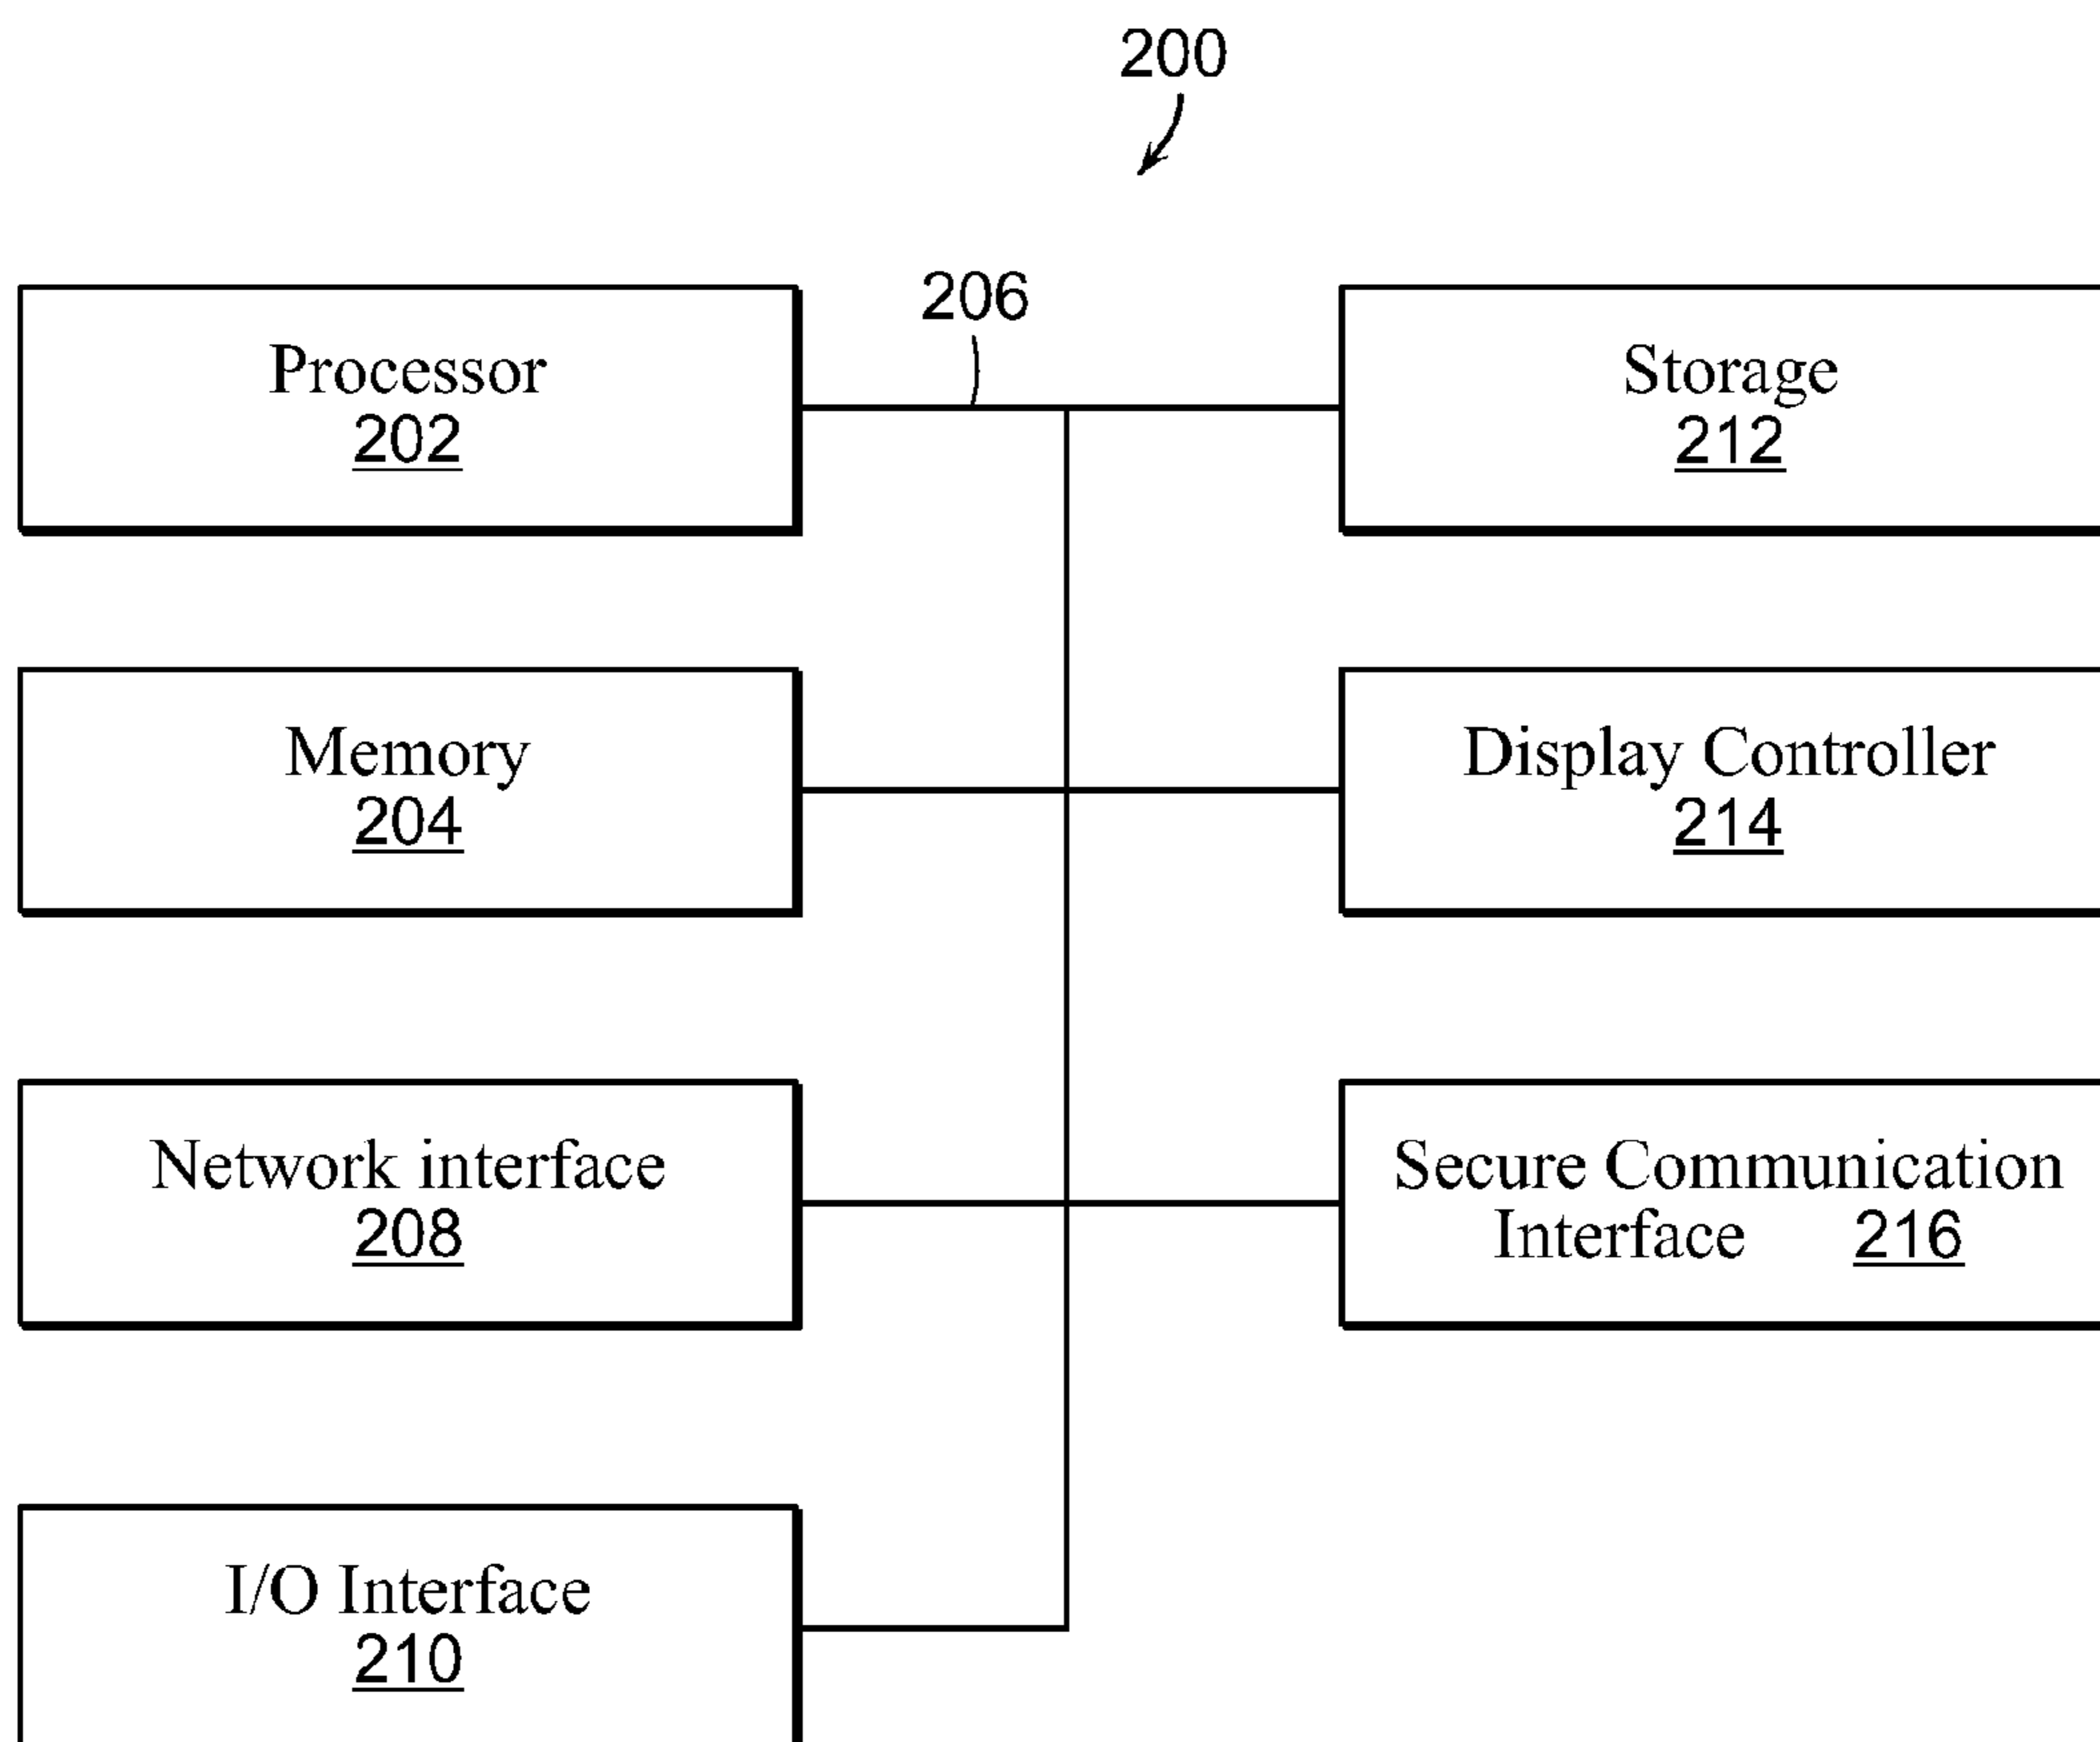 200
206
Processor
202
Storage
212
Memory
204
Display Controller
214
Network interface
208
Secure Communication
Interface 216
I/O Interface
210